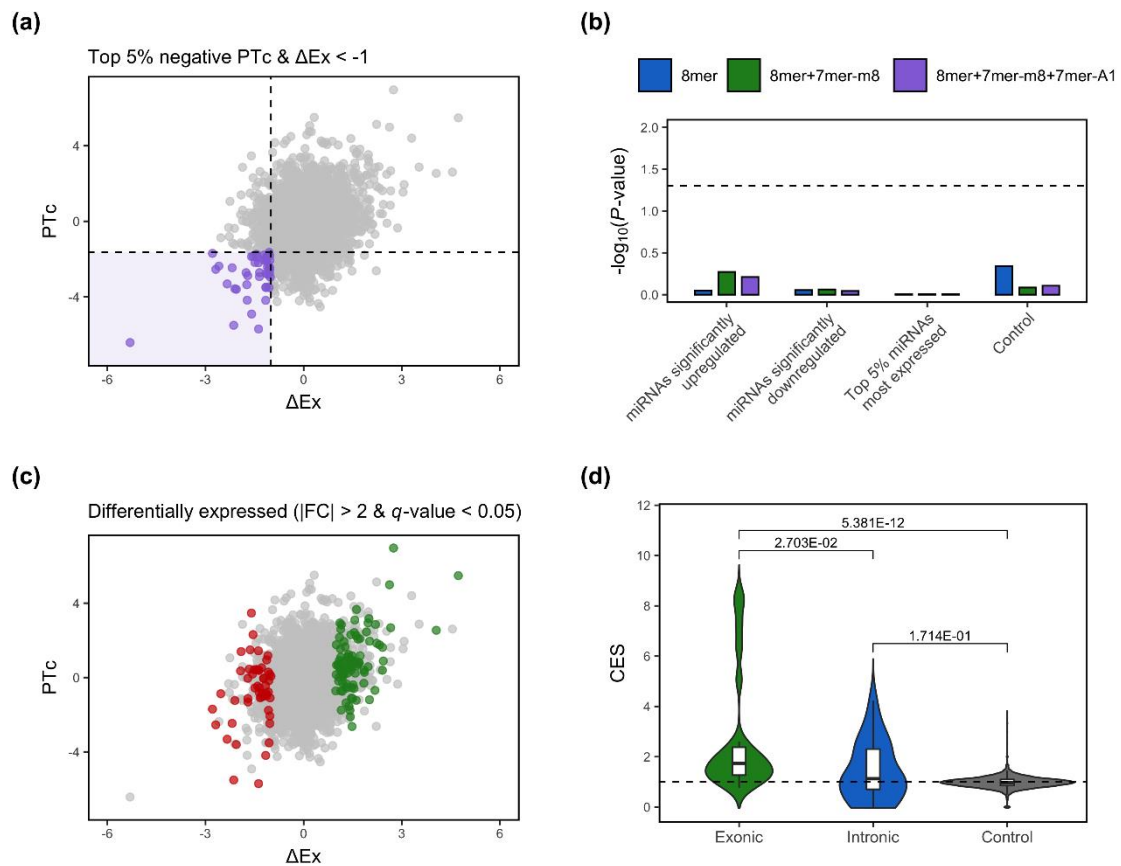 (a)
Top 5% negative PTc & ΔEx < -1
PTc
4
0
-4
-6
-3
0
3
6
ΔEx
(b)
8mer
8mer+7mer-m8
8mer+7mer-m8+7mer-A1
-log10(P-value)
2.0
1.5
1.0
0.5
0.0
miRNAs significantly
upregulated
miRNAs significantly
downregulated
Top 5% miRNAs
most expressed
Control
(c)
Differentially expressed (|FC| > 2 & q-value < 0.05)
PTc
4
0
-4
-6
-3
0
3
6
ΔEx
(d)
CES
12
10
8
6
4
2
0
5.381E-12
2.703E-02
1.714E-01
Exonic
Intronic
Control